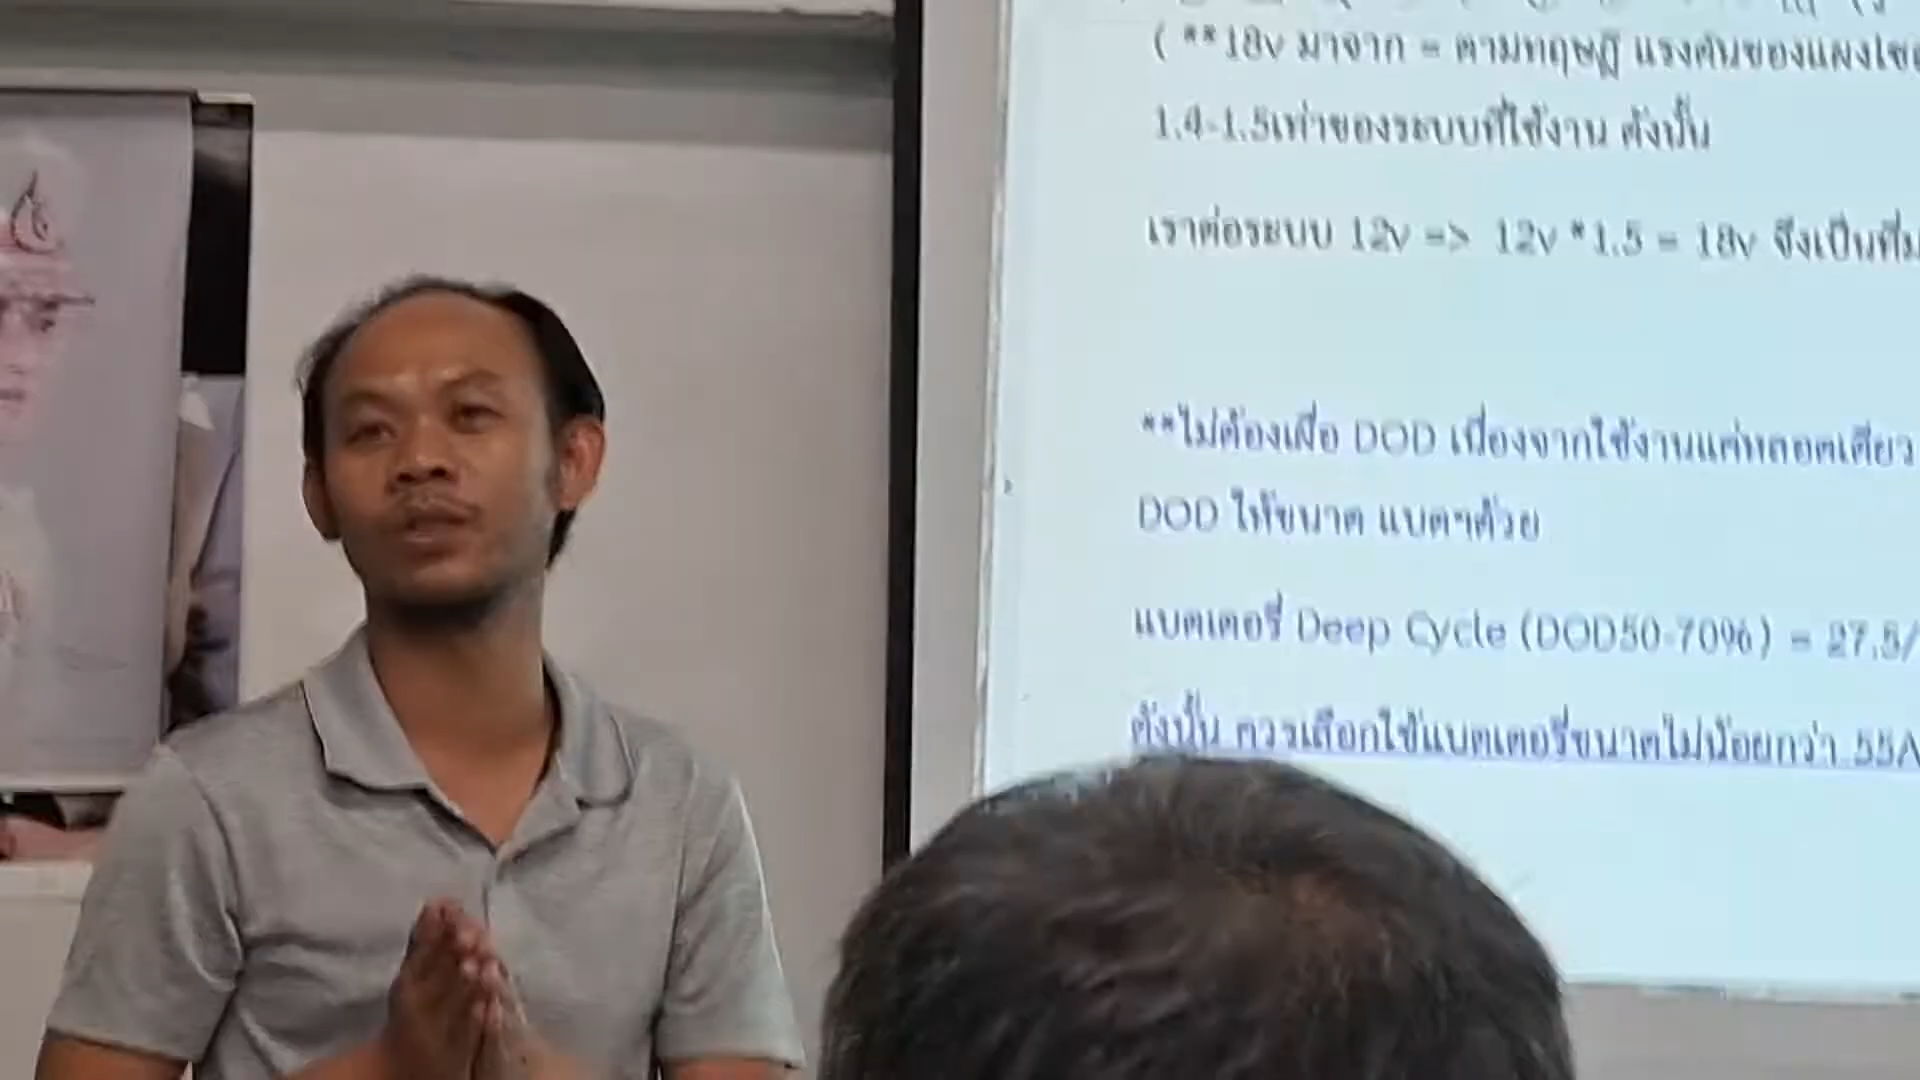 ( **18v มาจาก = ตามทฤษฎี แรงดันของแผง
1.4-1.5เท่าของระบบที่ใช้งาน ดังนั้น
เราต่อระบบ 12v => 12v *1.5 = 18v จึงเป็นที่
**ไม่ต้องเผื่อ DOD เนื่องจากใช้งานแค่หลอดเดียว
DOD ให้ขนาด แบตฯด้วย
แบตเตอรี่ Deep Cycle (DOD50-70%) = 27.5/
ดังนั้น ควรเลือกใช้แบตเตอรี่ขนาดไม่น้อยกว่า 55A